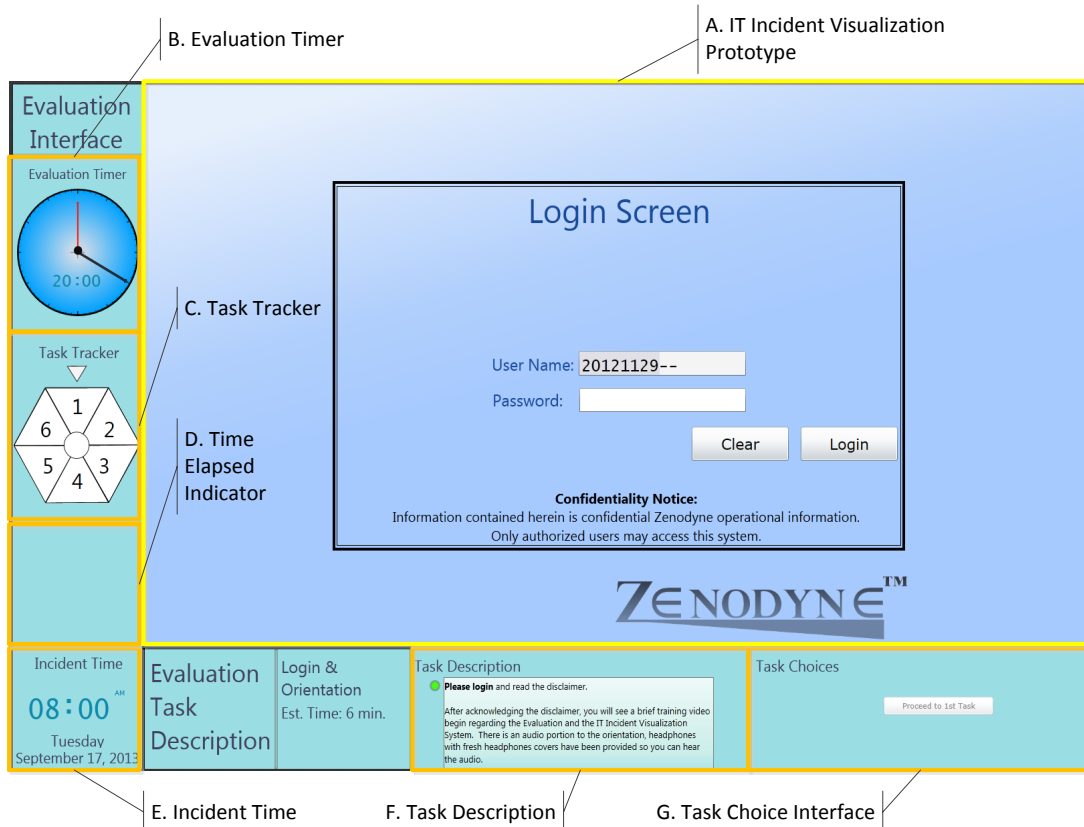 B. Evaluation Timer
A. IT Incident Visualization
Prototype
Evaluation
Interface
Evaluation Timer
20:00
C. Task Tracker
Task Tracker
1
2
3
4
5
6
D. Time
Elapsed
Indicator
Login Screen
User Name: 20121129--
Password:
Clear
Login
Confidentiality Notice:
Information contained herein is confidential Zenodyne operational information.
Only authorized users may access this system.
ZENODYNE™
Incident Time
08:00 AM
Tuesday
September 17, 2013
Evaluation
Task
Description
Login &
Orientation
Est. Time: 6 min.
Task Description
Please login and read the disclaimer.
After acknowledging the disclaimer, you will see a brief training video
begin regarding the Evaluation and the IT Incident Visualization
System. There is an audio portion to the orientation, headphones
with fresh headphones covers have been provided so you can hear
the audio.
Task Choices
Proceed to 1st Task
E. Incident Time
F. Task Description
G. Task Choice Interface